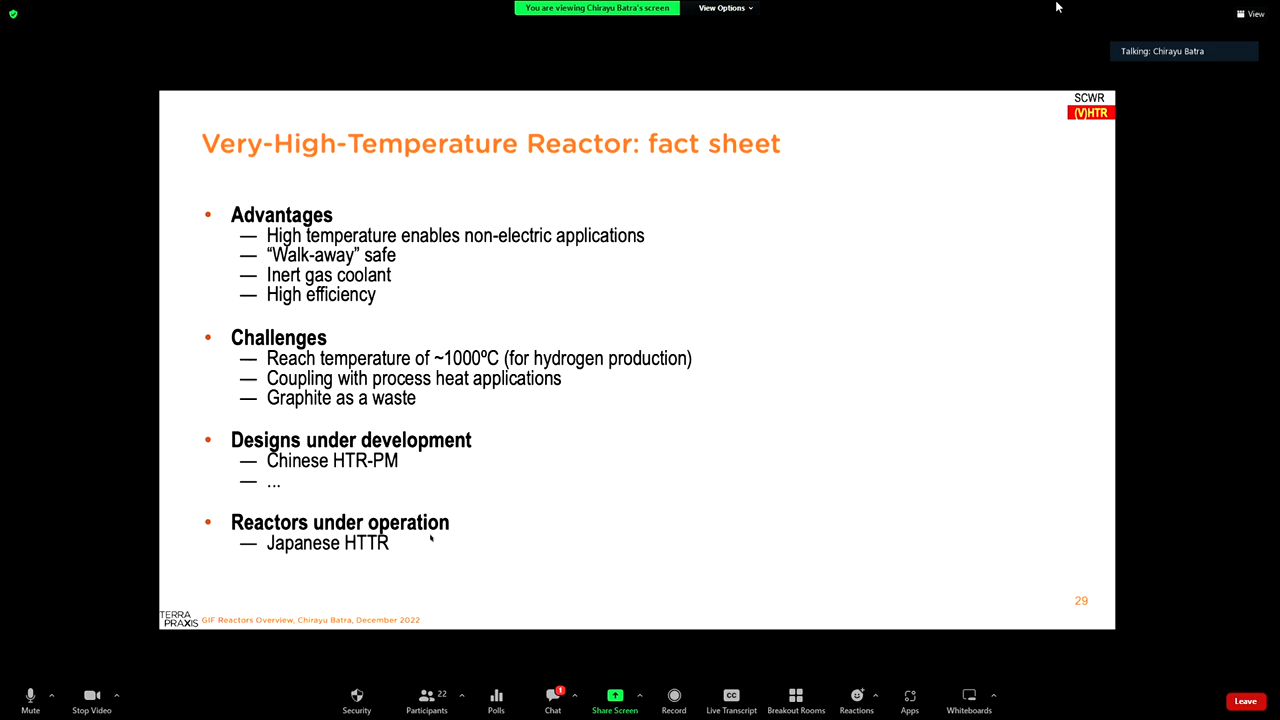 You are viewing Chirayu Batra's screen
View Options
View
Talking: Chirayu Batra
SCWR
(V)HTR
Very-High-Temperature Reactor: fact sheet
• Advantages
— High temperature enables non-electric applications
— “Walk-away” safe
— Inert gas coolant
— High efficiency
• Challenges
— Reach temperature of ~1000ºC (for hydrogen production)
— Coupling with process heat applications
— Graphite as a waste
• Designs under development
— Chinese HTR-PM
— ...
• Reactors under operation
— Japanese HTTR
29
TERRA
PRAXIS
GIF Reactors Overview, Chirayu Batra, December 2022
22
1
CC
Mute
Stop Video
Security
Participants
Polls
Chat
Share Screen
Record
Live Transcript
Breakout Rooms
Reactions
Apps
Whiteboards
Leave